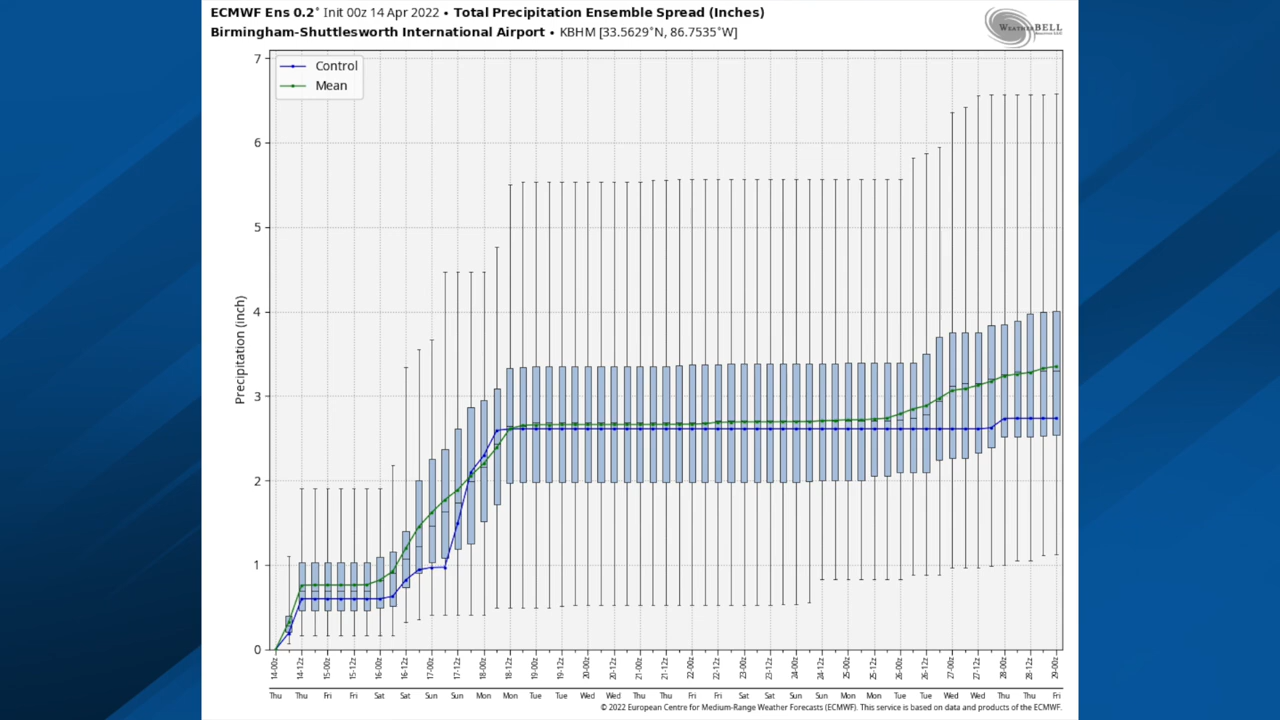 ECMWF Ens 0.2° Init 00z 14 Apr 2022 • Total Precipitation Ensemble Spread (Inches)
Birmingham-Shuttlesworth International Airport • KBHM [33.5629°N, 86.7535°W]
WEATHERBELL
Control
Mean
7
6
5
4
3
2
1
0
Precipitation (inch)
14-00z 14-12z 15-00z 15-12z 16-00z 16-12z 17-00z 17-12z 18-00z 18-12z 19-00z 19-12z 20-00z 20-12z 21-00z 21-12z 22-00z 22-12z 23-00z 23-12z 24-00z 24-12z 25-00z 25-12z 26-00z 26-12z 27-00z 27-12z 28-00z 28-12z 29-00z
Thu Thu Fri Fri Sat Sat Sun Sun Mon Mon Tue Tue Wed Wed Thu Thu Fri Fri Sat Sat Sun Sun Mon Mon Tue Tue Wed Wed Thu Thu Fri
© 2022 European Centre for Medium-Range Weather Forecasts (ECMWF). This service is based on data and products of the ECMWF.